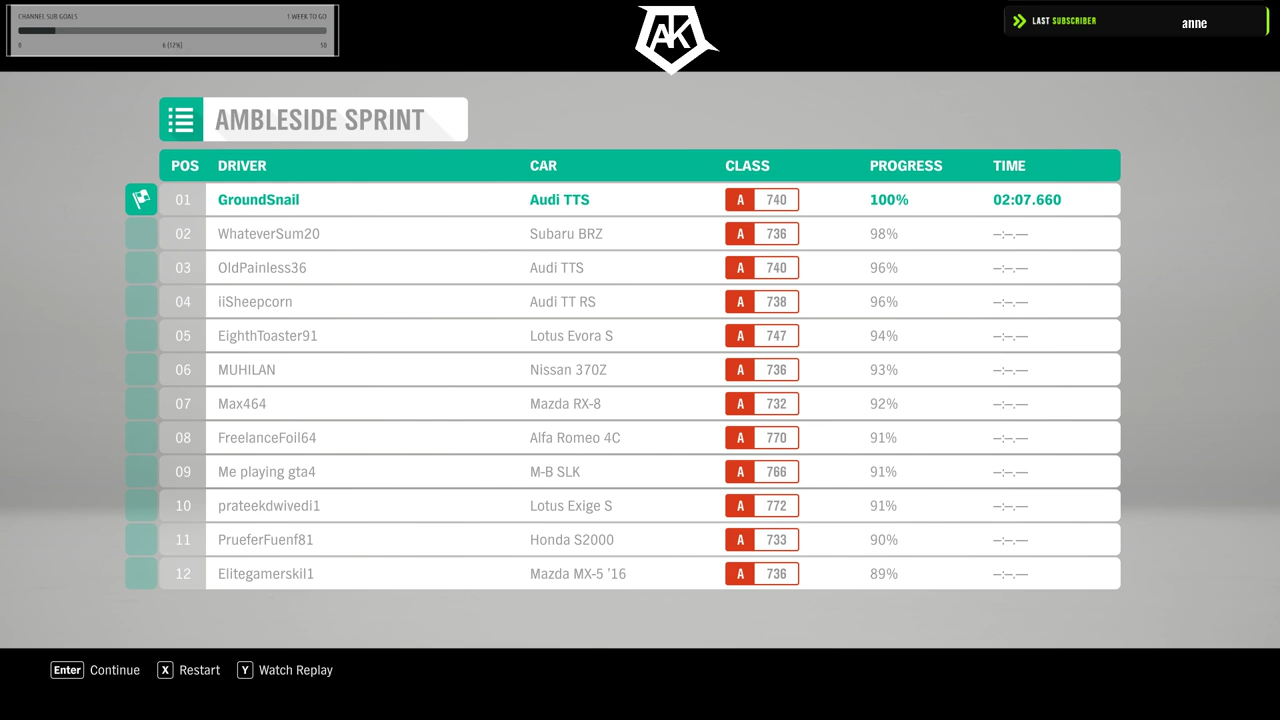 CHANNEL SUB GOALS 1 WEEK TO GO
0 6 (12%) 50
AK
LAST SUBSCRIBER anne
AMBLESIDE SPRINT
POS DRIVER CAR CLASS PROGRESS TIME
01 GroundSnail Audi TTS A 740 100% 02:07.660
02 WhateverSum20 Subaru BRZ A 736 98% --:--.---
03 OldPainless36 Audi TTS A 740 96% --:--.---
04 iiSheepcorn Audi TT RS A 738 96% --:--.---
05 EighthToaster91 Lotus Evora S A 747 94% --:--.---
06 MUHILAN Nissan 370Z A 736 93% --:--.---
07 Max464 Mazda RX-8 A 732 92% --:--.---
08 FreelanceFoil64 Alfa Romeo 4C A 770 91% --:--.---
09 Me playing gta4 M-B SLK A 766 91% --:--.---
10 prateekdwivedi1 Lotus Exige S A 772 91% --:--.---
11 PrueferFuenf81 Honda S2000 A 733 90% --:--.---
12 Elitegamerskil1 Mazda MX-5 '16 A 736 89% --:--.---
Enter Continue X Restart Y Watch Replay